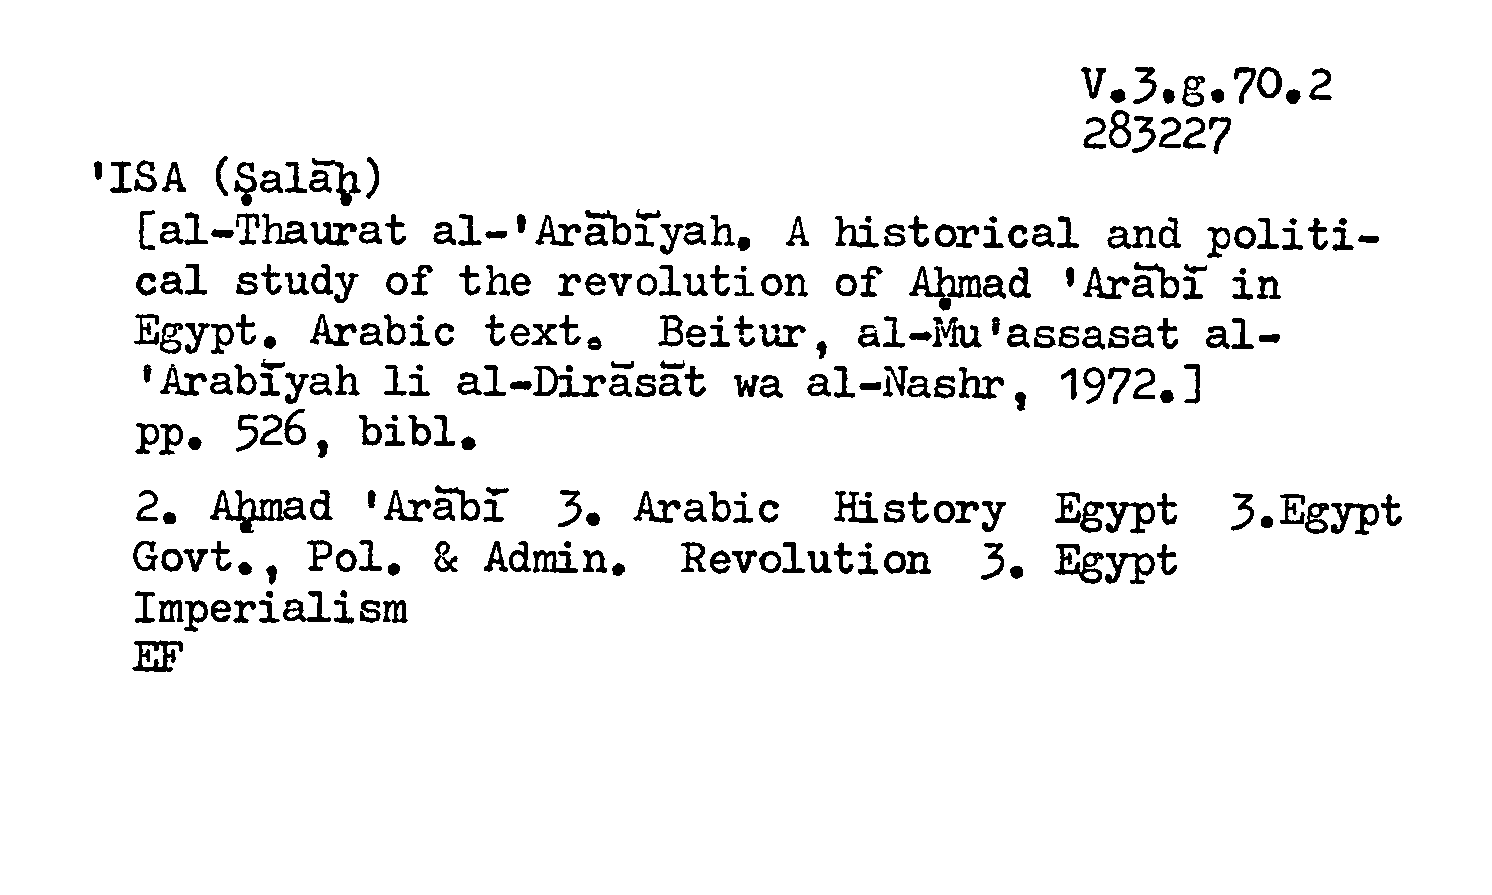 V.3.g.70.2
283227
'ISA (Ṣalāḥ)
[al-Thaurat al-'Arābīyah. A historical and politi-
cal study of the revolution of Aḥmad 'Arābī in
Egypt. Arabic text. Beitur, al-Mu'assasat al-
'Arabīyah li al-Dirāsāt wa al-Nashr, 1972.]
pp. 526, bibl.
2. Aḥmad 'Arābī 3. Arabic History Egypt 3.Egypt
Govt., Pol. & Admin. Revolution 3. Egypt
Imperialism
EF